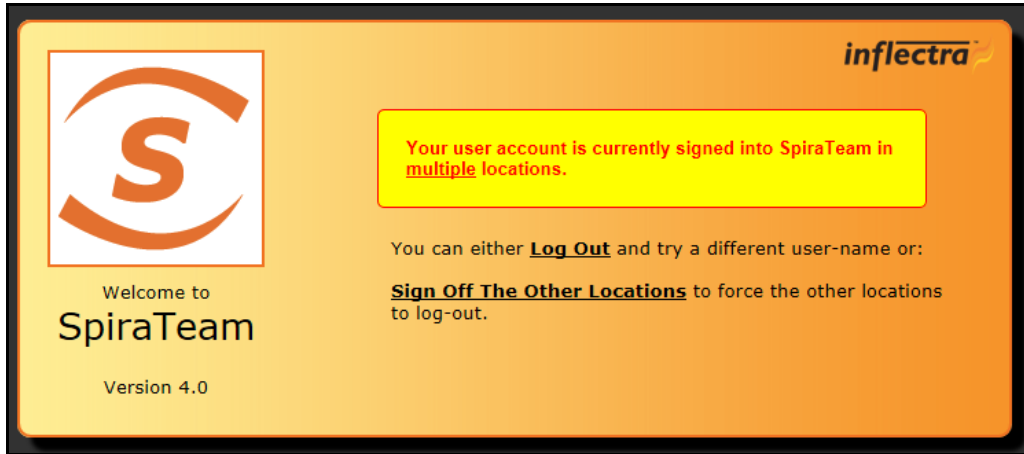 inflectra
S
Your user account is currently signed into SpiraTeam in
multiple locations.
You can either Log Out and try a different user-name or:
Sign Off The Other Locations to force the other locations
to log-out.
Welcome to
SpiraTeam
Version 4.0